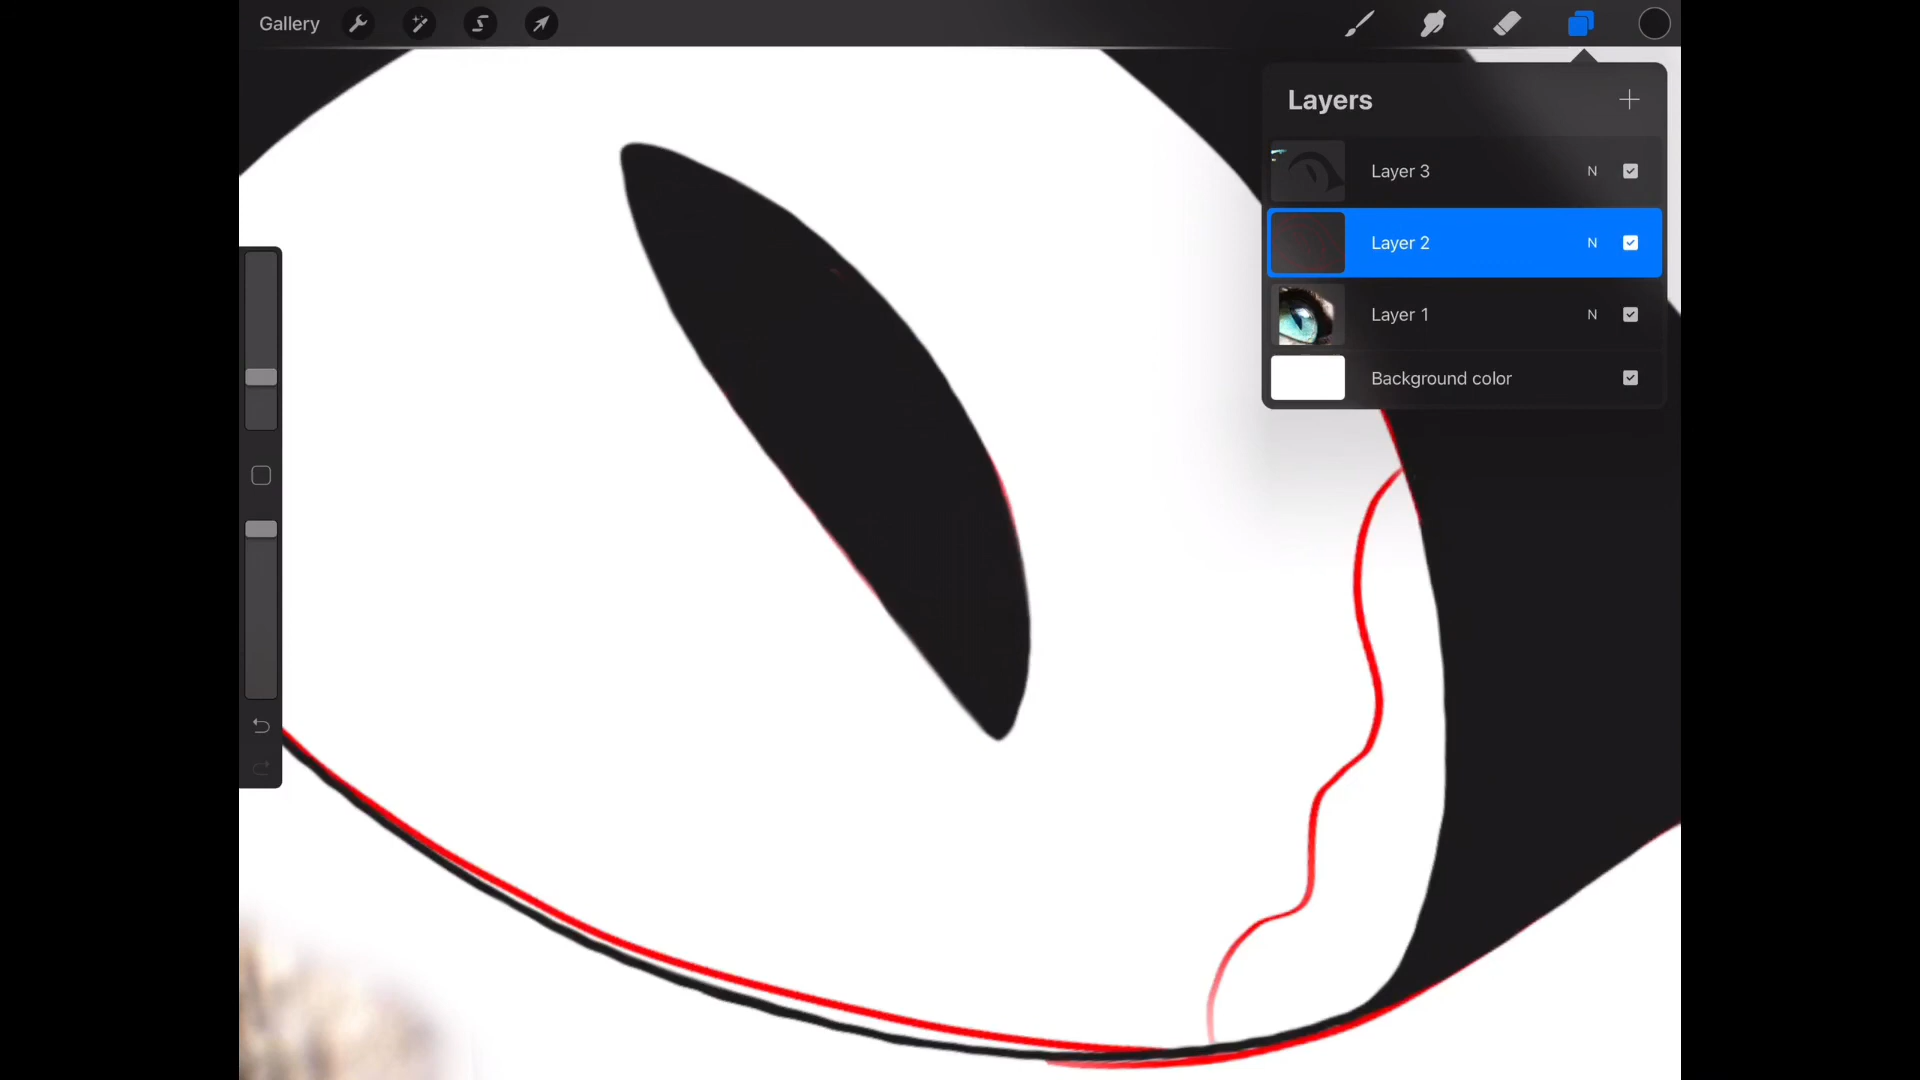 Gallery
Layers
Layer 3 N
Layer 2 N
Layer 1 N
Background color